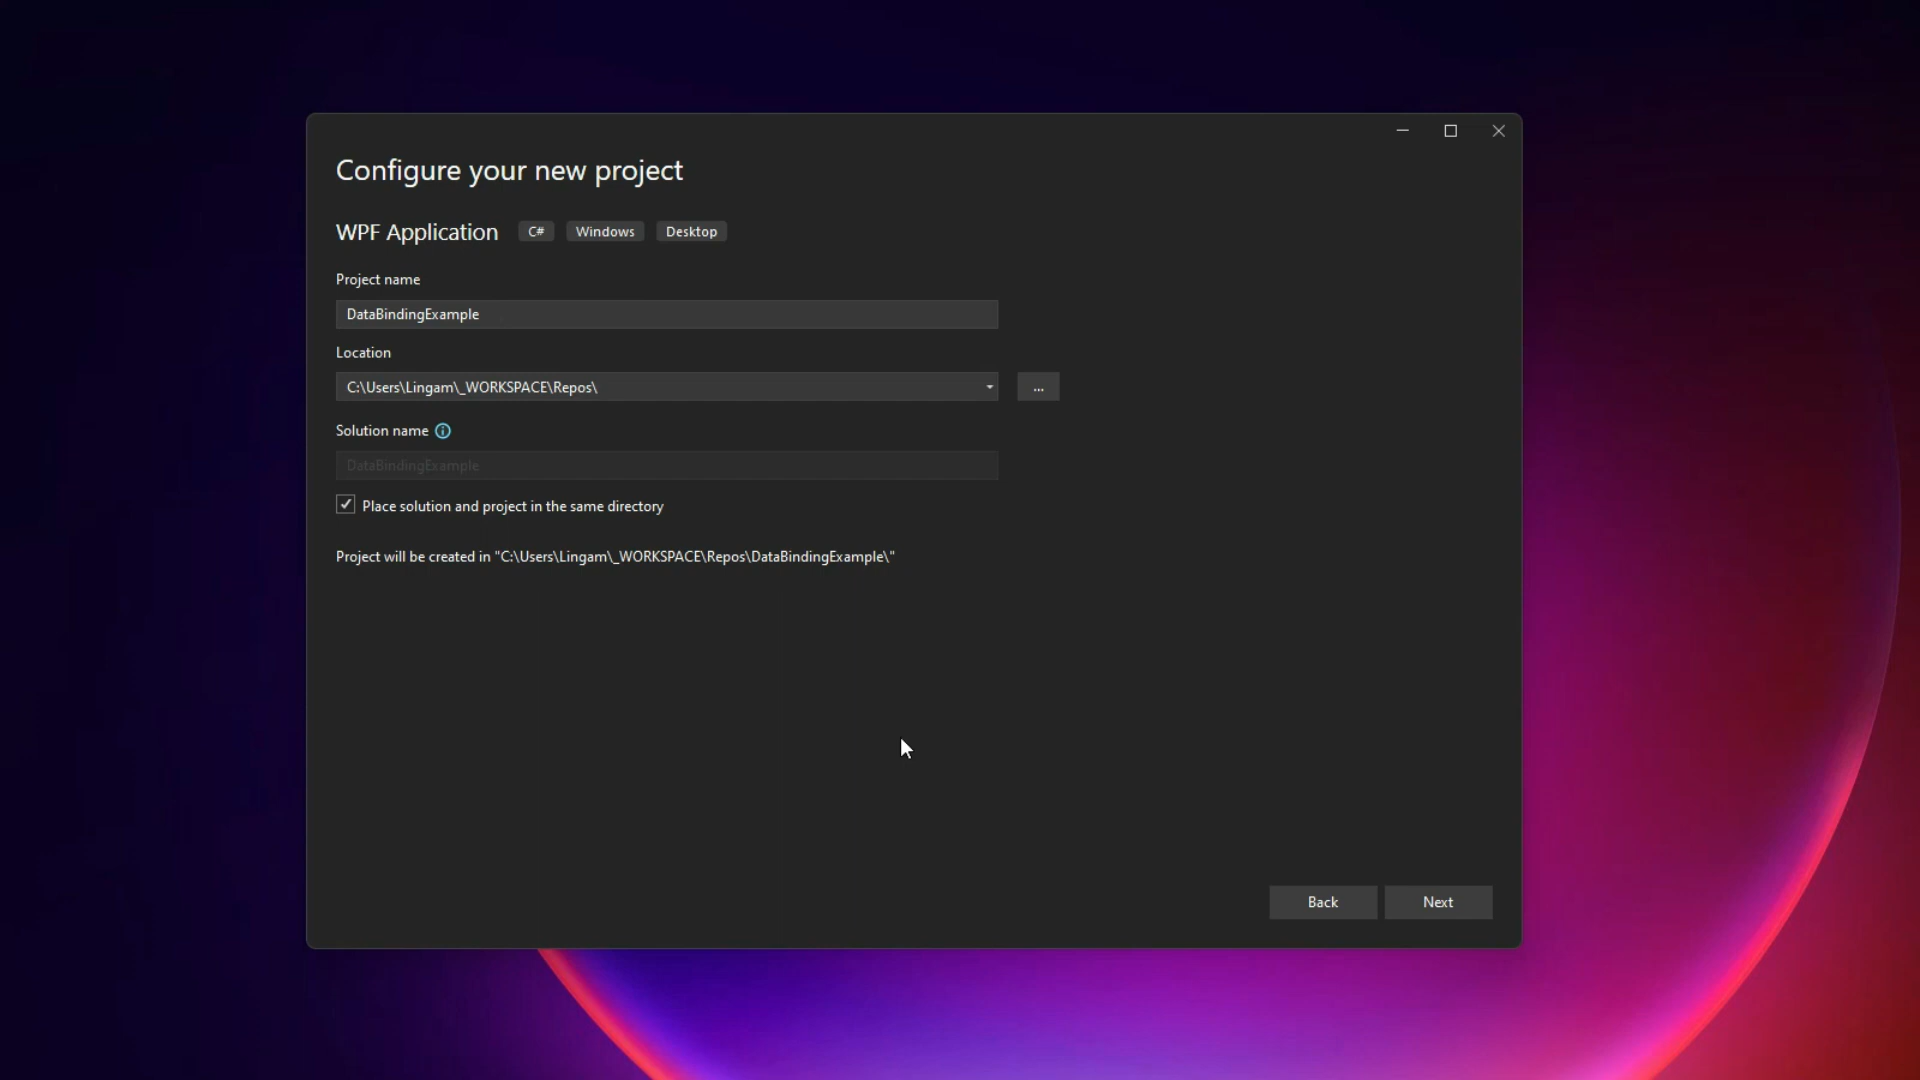 Configure your new project
WPF Application C# Windows Desktop
Project name
DataBindingExample
Location
C:\Users\Lingam\_WORKSPACE\Repos\
...
Solution name
DataBindingExample
Place solution and project in the same directory
Project will be created in "C:\Users\Lingam\_WORKSPACE\Repos\DataBindingExample\"
Back Next